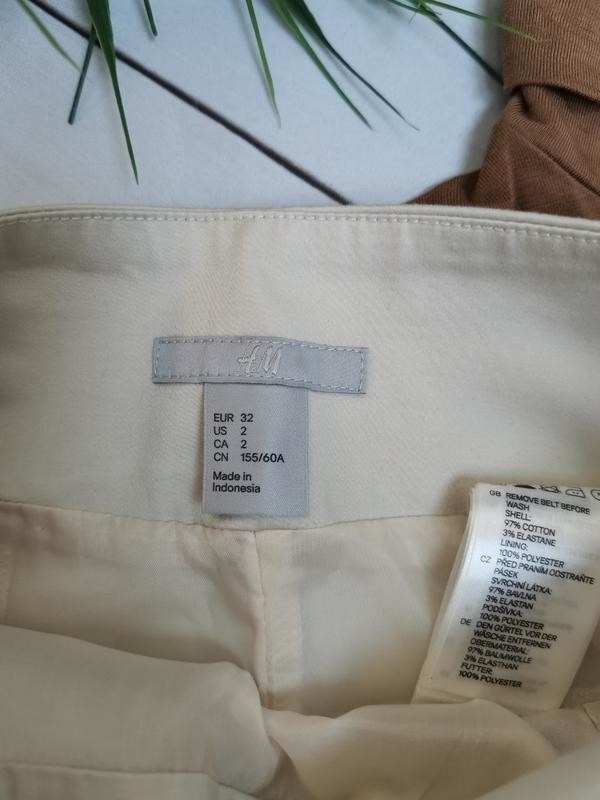 H&M
EUR 32
US 2
CA 2
CN 155/60A
Made in
Indonesia
GB REMOVE BELT BEFORE
WASH
SHELL:
97% COTTON
3% ELASTANE
LINING:
100% POLYESTER
CZ PŘED PRANÍM ODSTRAŇTE
PÁSEK
SVRCHNÍ LÁTKA:
97% BAVLNA
3% ELASTAN
PODŠÍVKA:
100% POLYESTER
DE DEN GÜRTEL VOR DER
WÄSCHE ENTFERNEN
OBERMATERIAL:
97% BAUMWOLLE
3% ELASTHAN
FUTTER:
100% POLYESTER